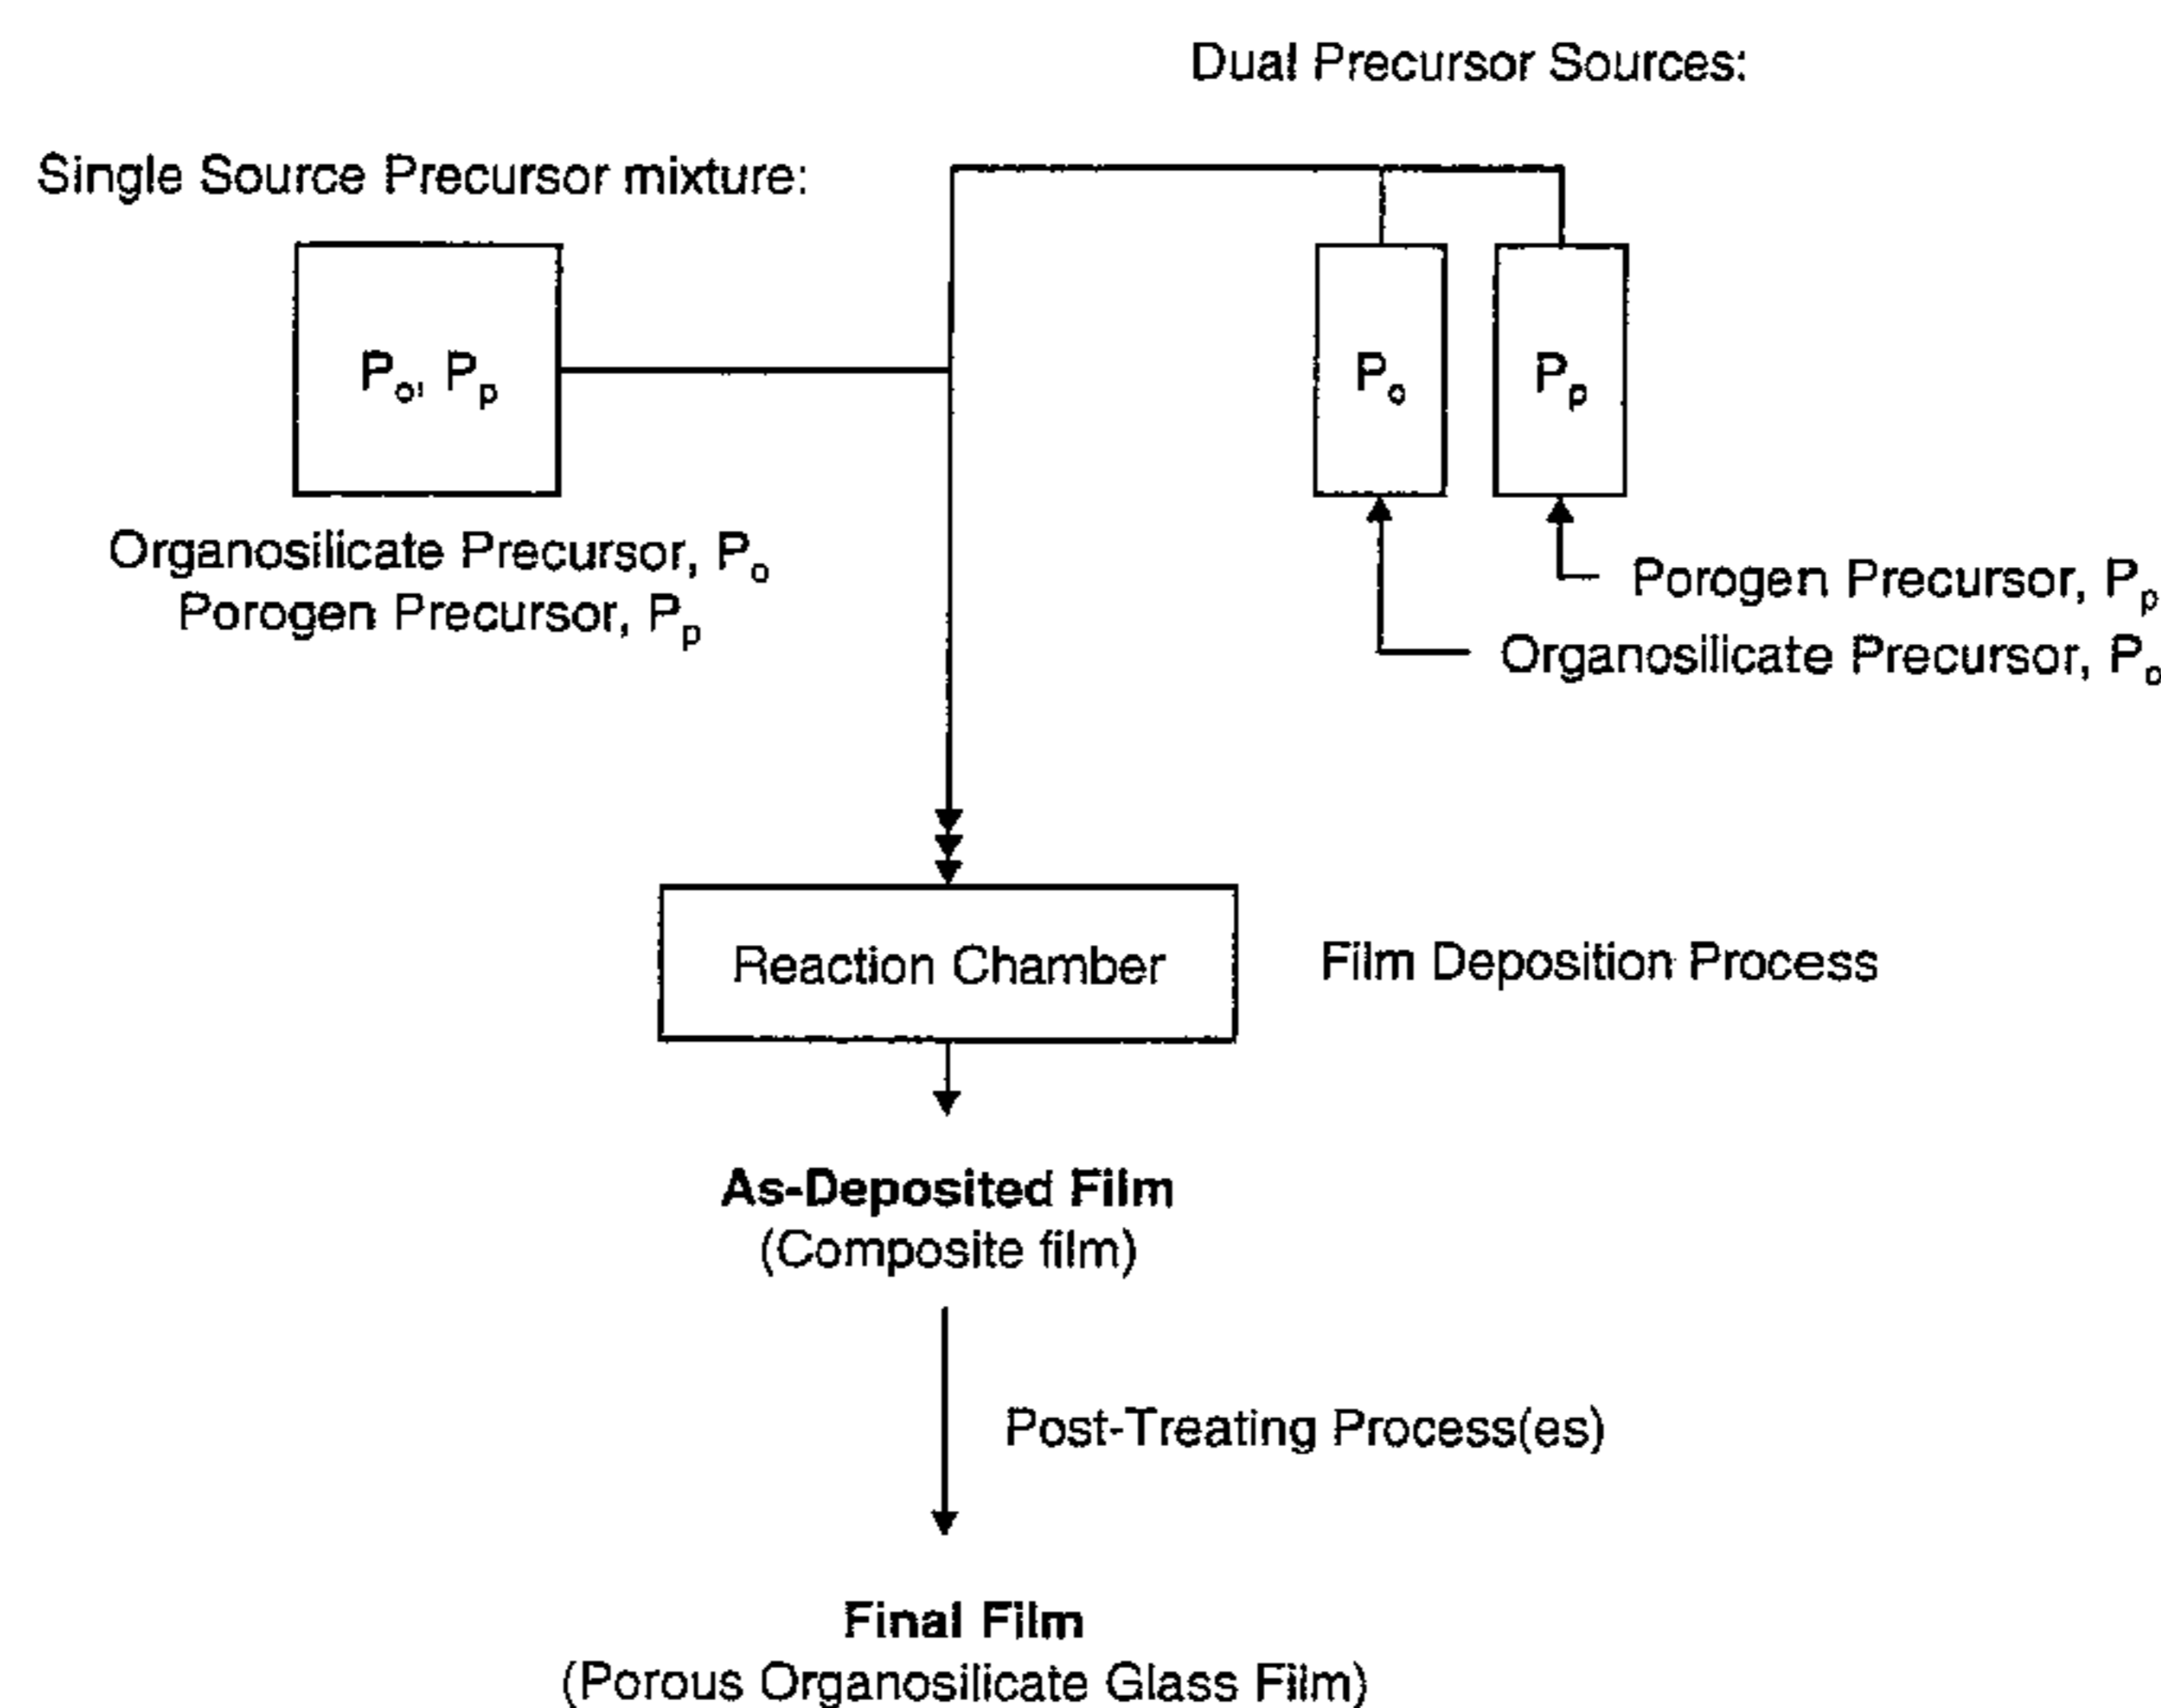 Dual Precursor Sources:
Single Source Precursor mixture:
Pₒ, Pₚ
Pₒ
Pₚ
Organosilicate Precursor, Pₒ
Porogen Precursor, Pₚ
Porogen Precursor, Pₚ
Organosilicate Precursor, Pₒ
Reaction Chamber
Film Deposition Process
As-Deposited Film
(Composite film)
Post-Treating Process(es)
Final Film
(Porous Organosilicate Glass Film)